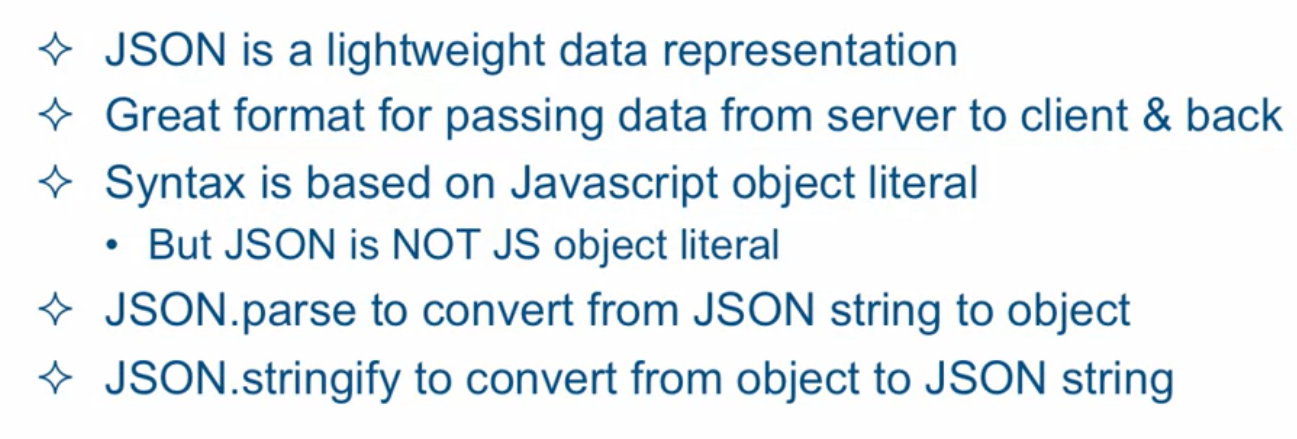 ✧ JSON is a lightweight data representation
✧ Great format for passing data from server to client & back
✧ Syntax is based on Javascript object literal
• But JSON is NOT JS object literal
✧ JSON.parse to convert from JSON string to object
✧ JSON.stringify to convert from object to JSON string